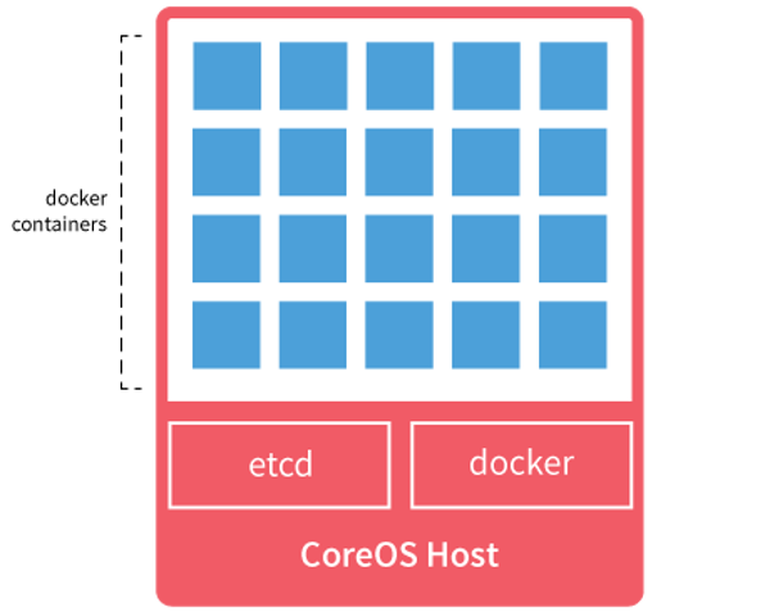 docker
containers
etcd
docker
CoreOS Host